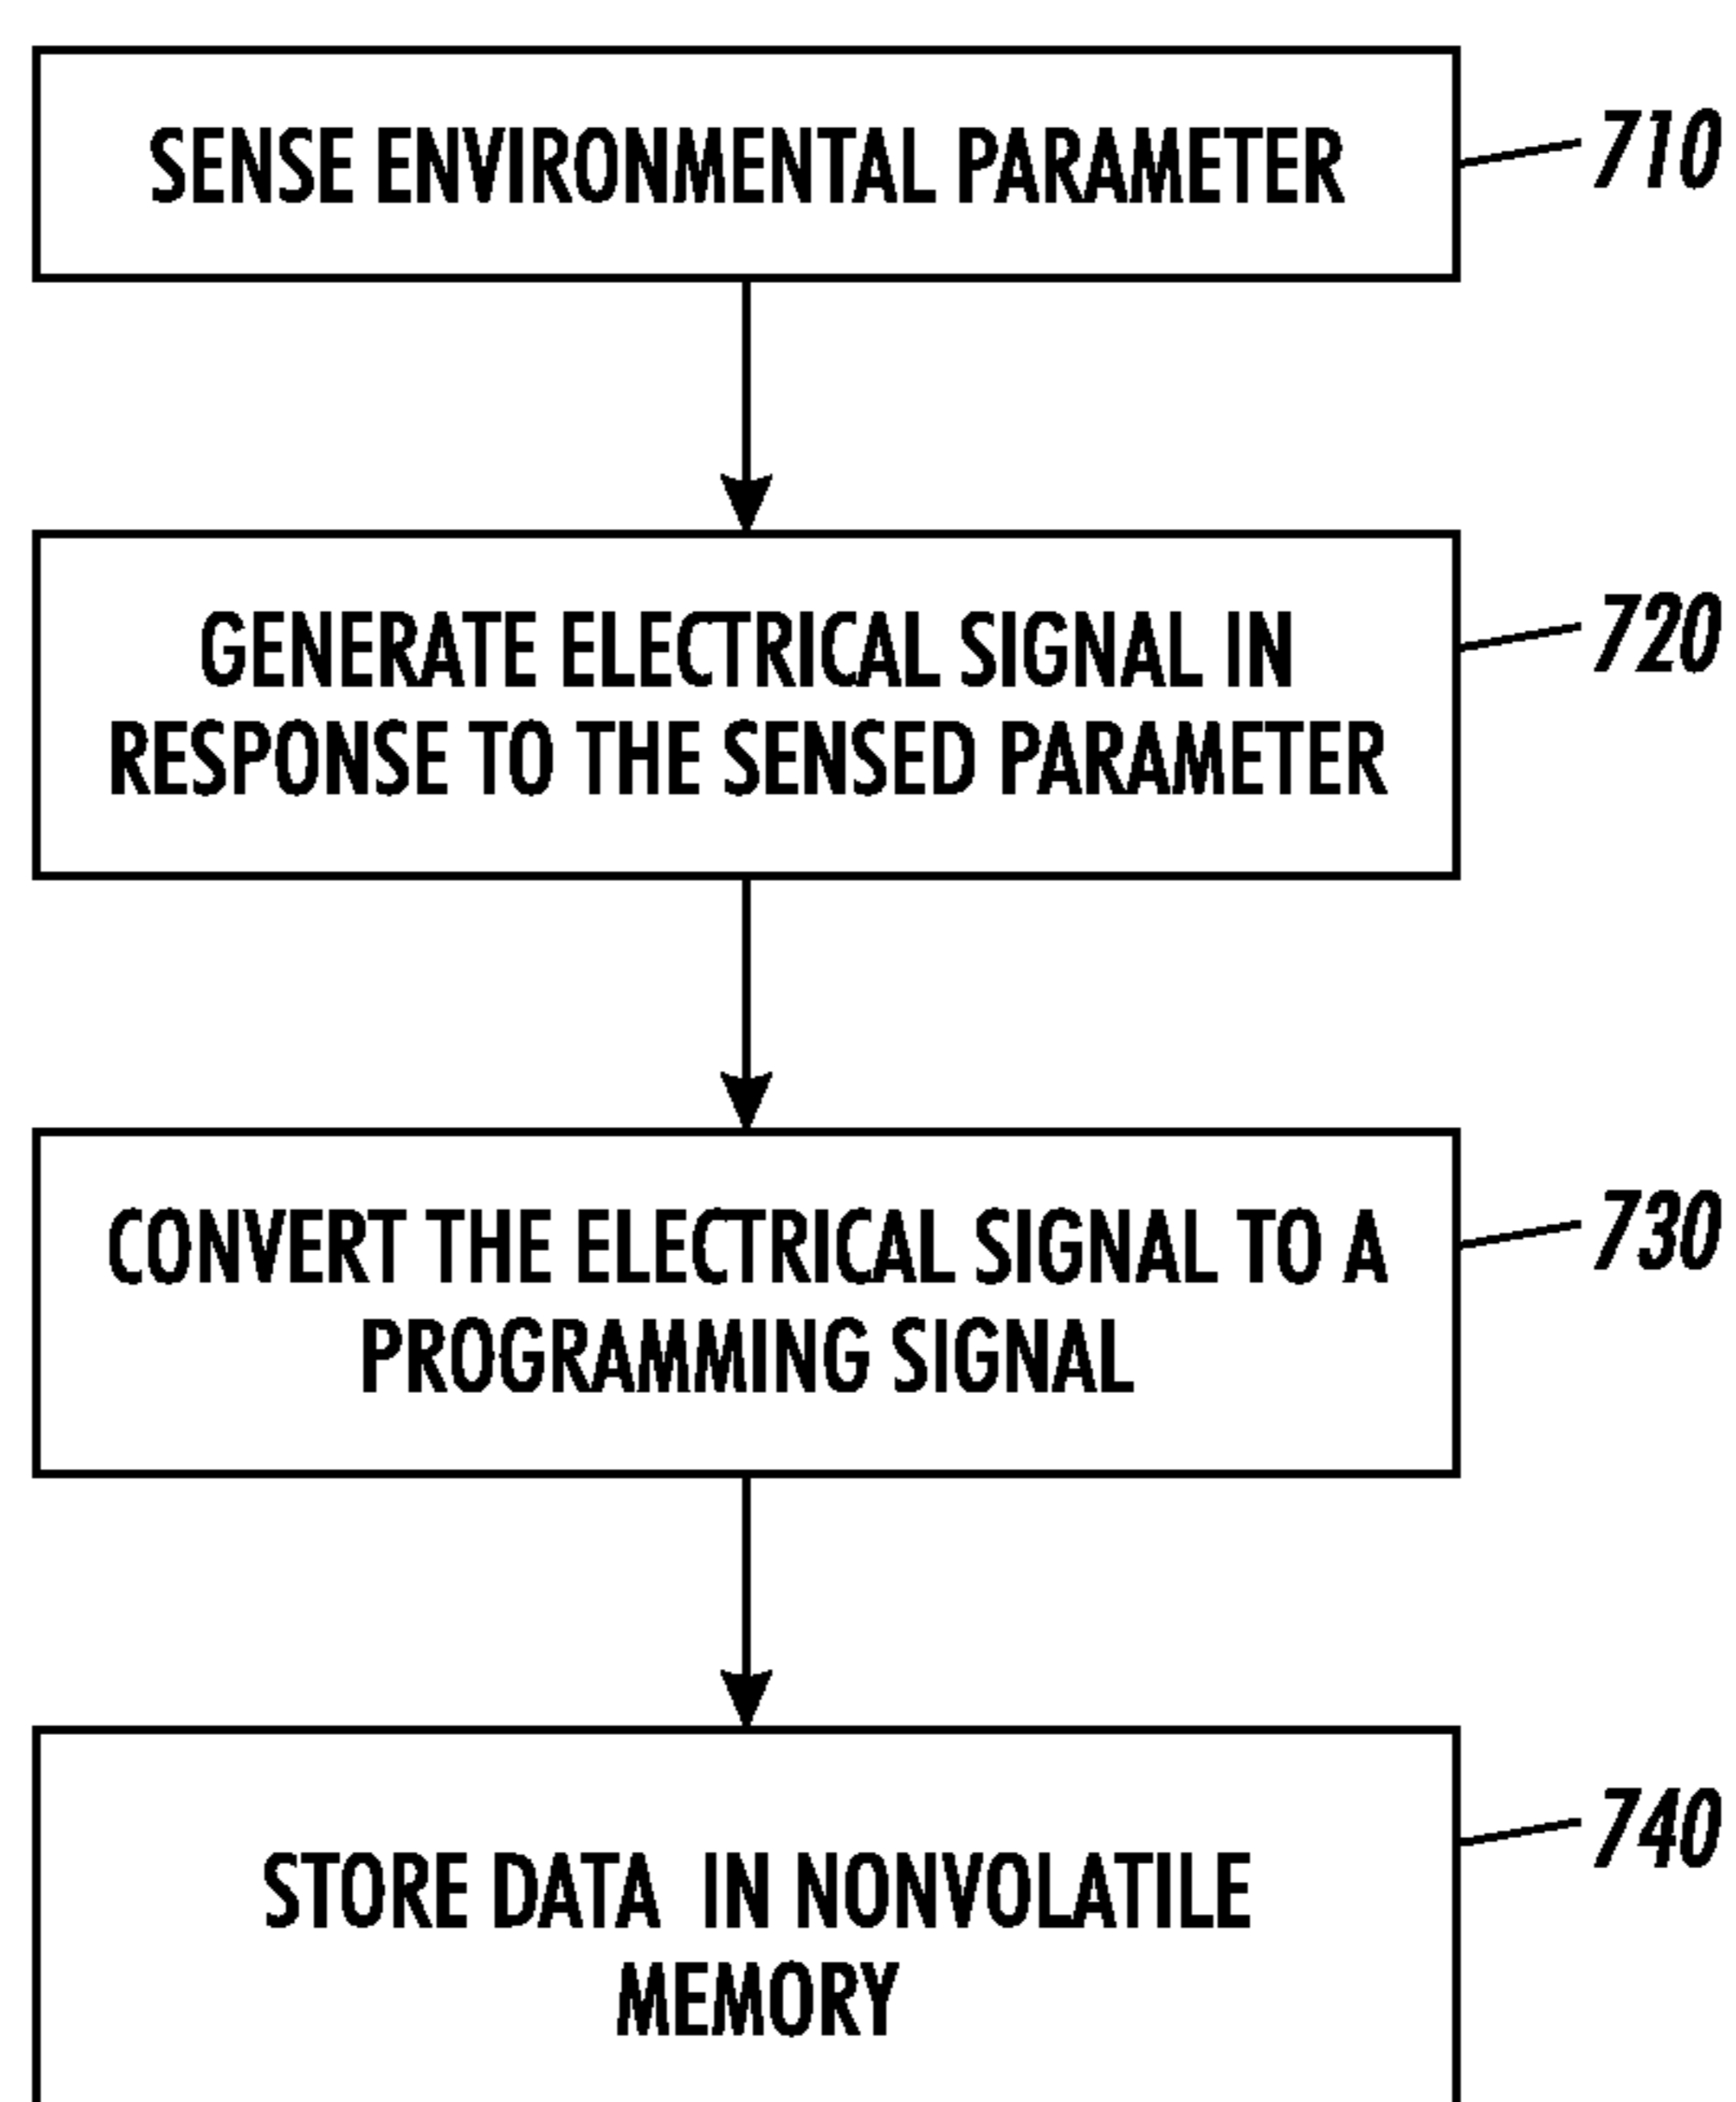 SENSE ENVIRONMENTAL PARAMETER
710
GENERATE ELECTRICAL SIGNAL IN
RESPONSE TO THE SENSED PARAMETER
720
CONVERT THE ELECTRICAL SIGNAL TO A
PROGRAMMING SIGNAL
730
STORE DATA IN NONVOLATILE
MEMORY
740